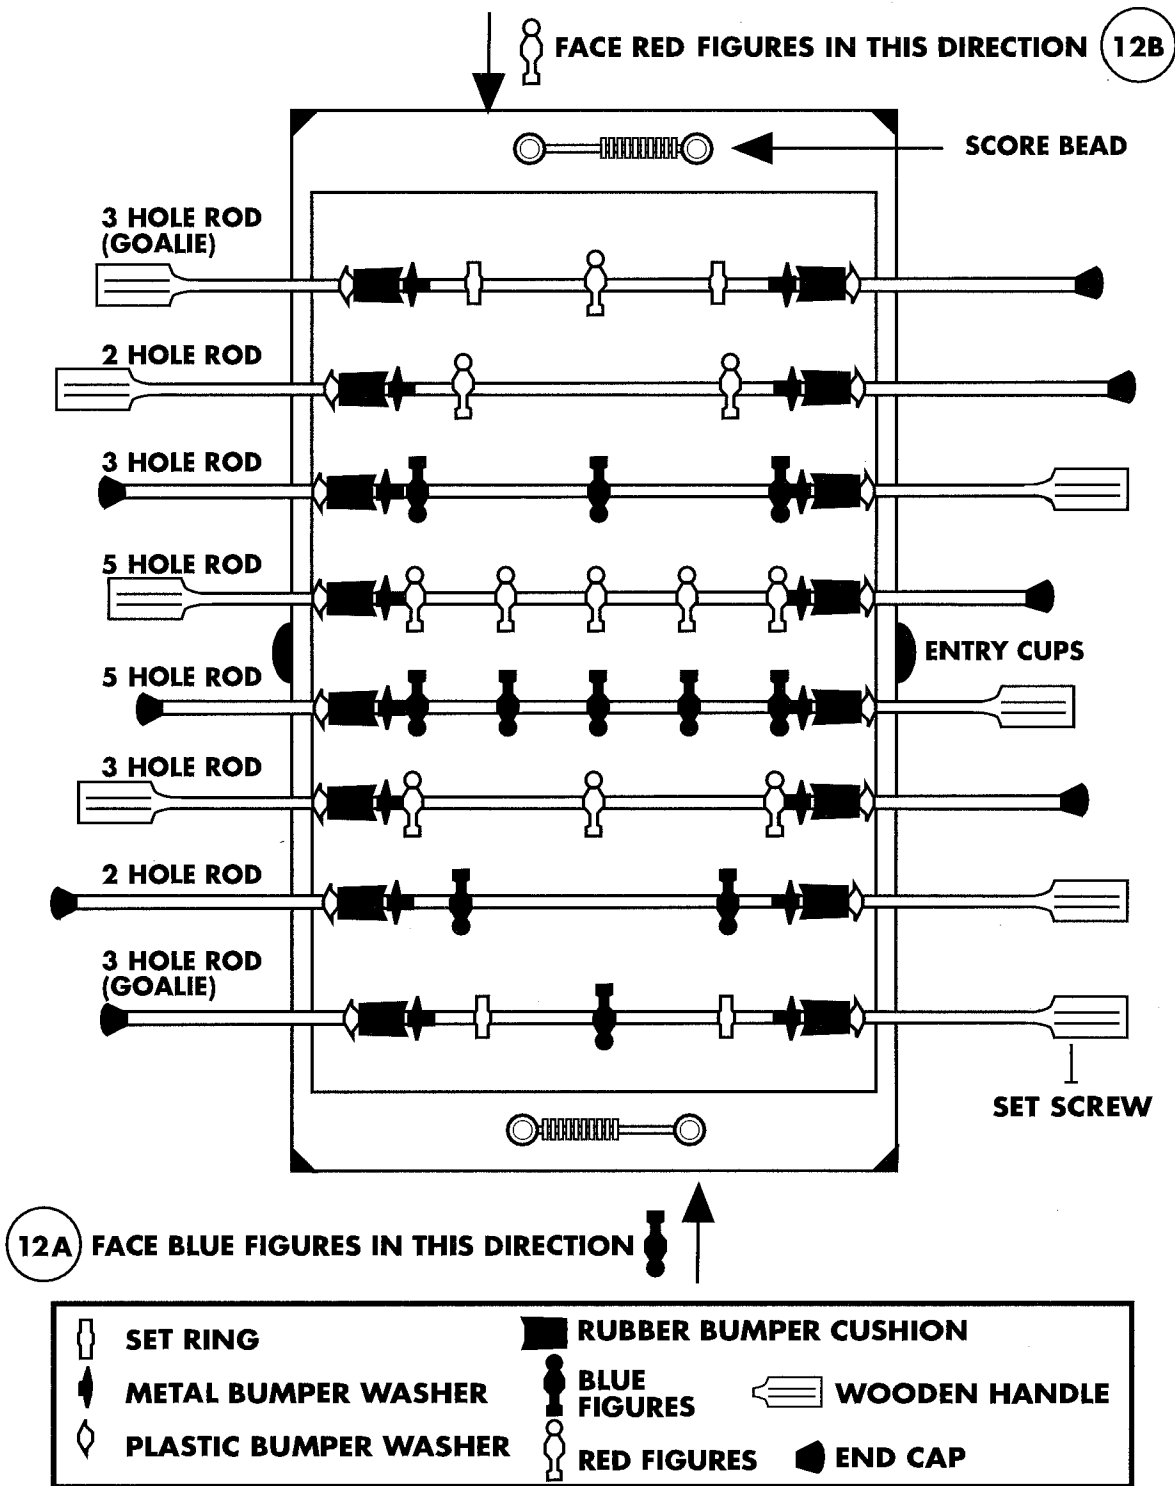 FACE RED FIGURES IN THIS DIRECTION 12B
SCORE BEAD
3 HOLE ROD
(GOALIE)
2 HOLE ROD
3 HOLE ROD
5 HOLE ROD
ENTRY CUPS
5 HOLE ROD
3 HOLE ROD
2 HOLE ROD
3 HOLE ROD
(GOALIE)
SET SCREW
12A FACE BLUE FIGURES IN THIS DIRECTION
SET RING
METAL BUMPER WASHER
PLASTIC BUMPER WASHER
RUBBER BUMPER CUSHION
BLUE
FIGURES
RED FIGURES
WOODEN HANDLE
END CAP